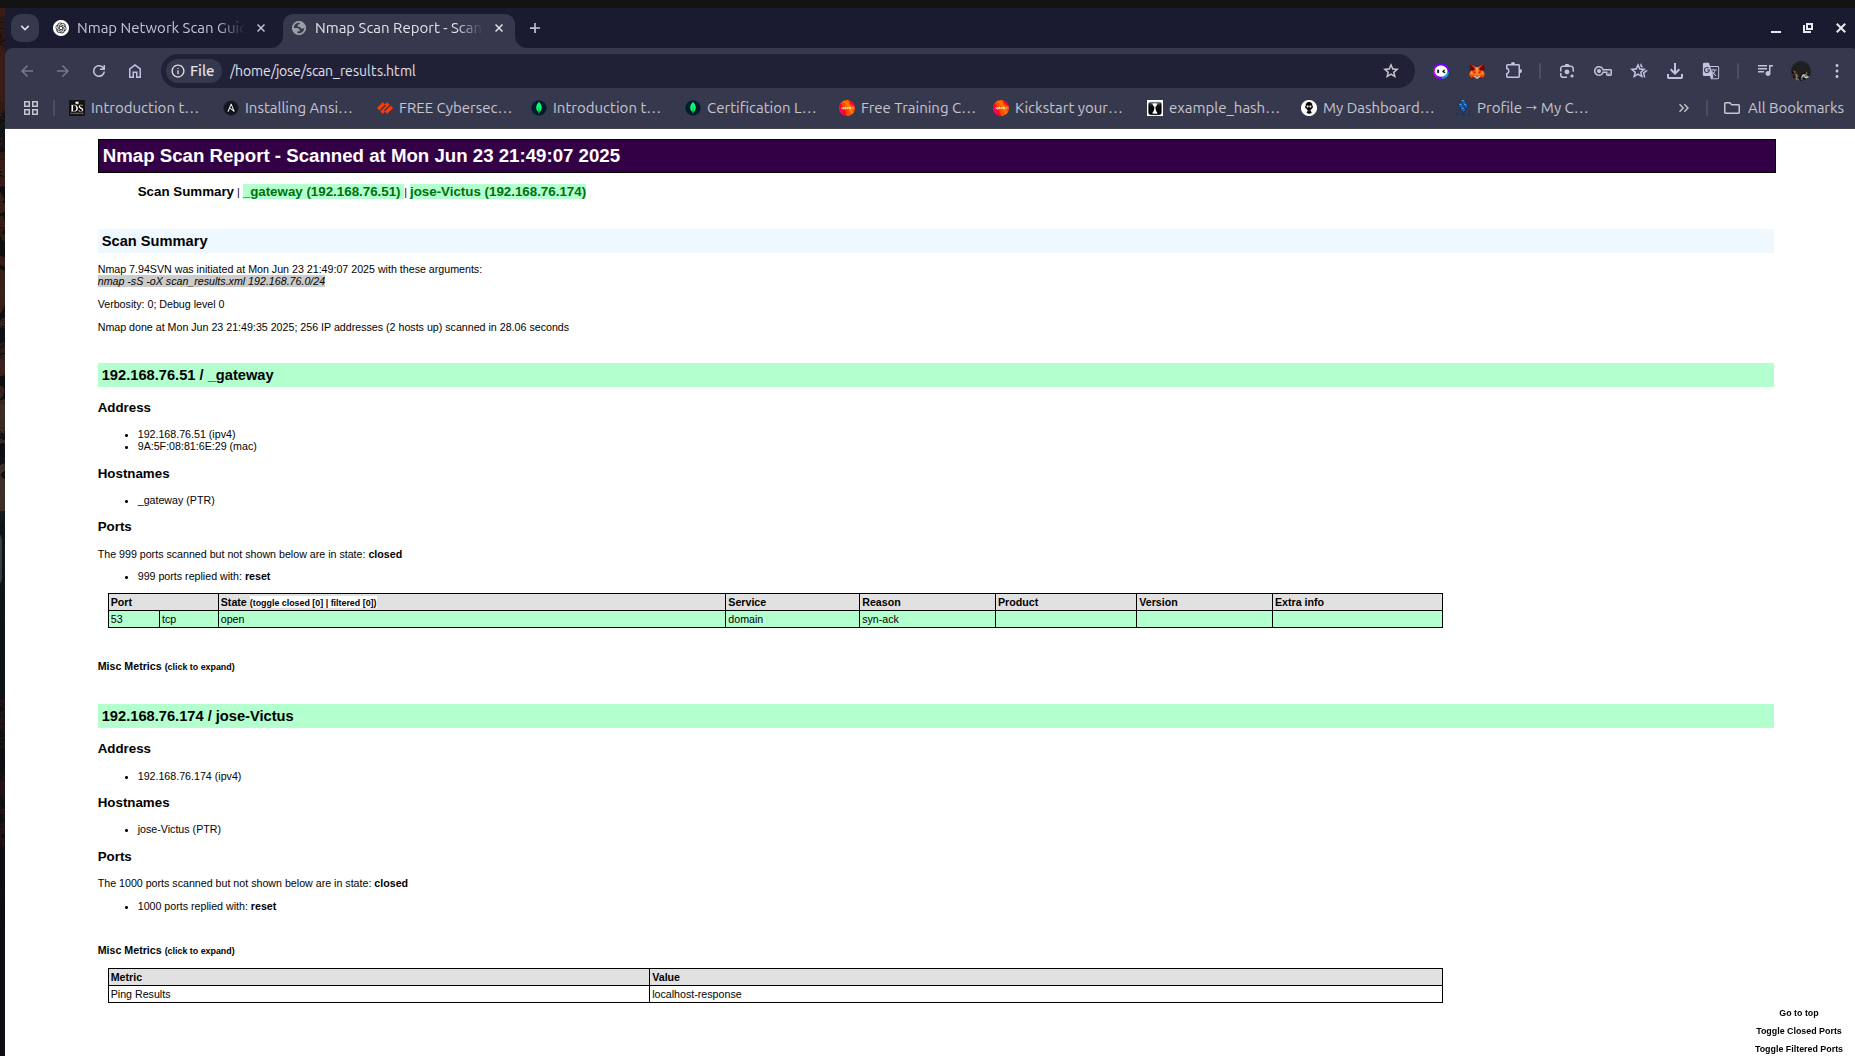 Nmap Network Scan Gui
Nmap Scan Report - Scan
File /home/jose/scan_results.html
Introduction t... Installing Ansi... FREE Cybersec... Introduction t... Certification L... Free Training C... Kickstart your... example_hash... My Dashboard... Profile → My C... » All Bookmarks
Nmap Scan Report - Scanned at Mon Jun 23 21:49:07 2025
Scan Summary | _gateway (192.168.76.51) | jose-Victus (192.168.76.174)
Scan Summary
Nmap 7.94SVN was initiated at Mon Jun 23 21:49:07 2025 with these arguments:
nmap -sS -oX scan_results.xml 192.168.76.0/24
Verbosity: 0; Debug level 0
Nmap done at Mon Jun 23 21:49:35 2025; 256 IP addresses (2 hosts up) scanned in 28.06 seconds
192.168.76.51 / _gateway
Address
192.168.76.51 (ipv4)
9A:5F:08:81:6E:29 (mac)
Hostnames
_gateway (PTR)
Ports
The 999 ports scanned but not shown below are in state: closed
999 ports replied with: reset
Port State (toggle closed [0] | filtered [0]) Service Reason Product Version Extra info
53 tcp open domain syn-ack
Misc Metrics (click to expand)
192.168.76.174 / jose-Victus
Address
192.168.76.174 (ipv4)
Hostnames
jose-Victus (PTR)
Ports
The 1000 ports scanned but not shown below are in state: closed
1000 ports replied with: reset
Misc Metrics (click to expand)
Metric Value
Ping Results localhost-response
Go to top
Toggle Closed Ports
Toggle Filtered Ports